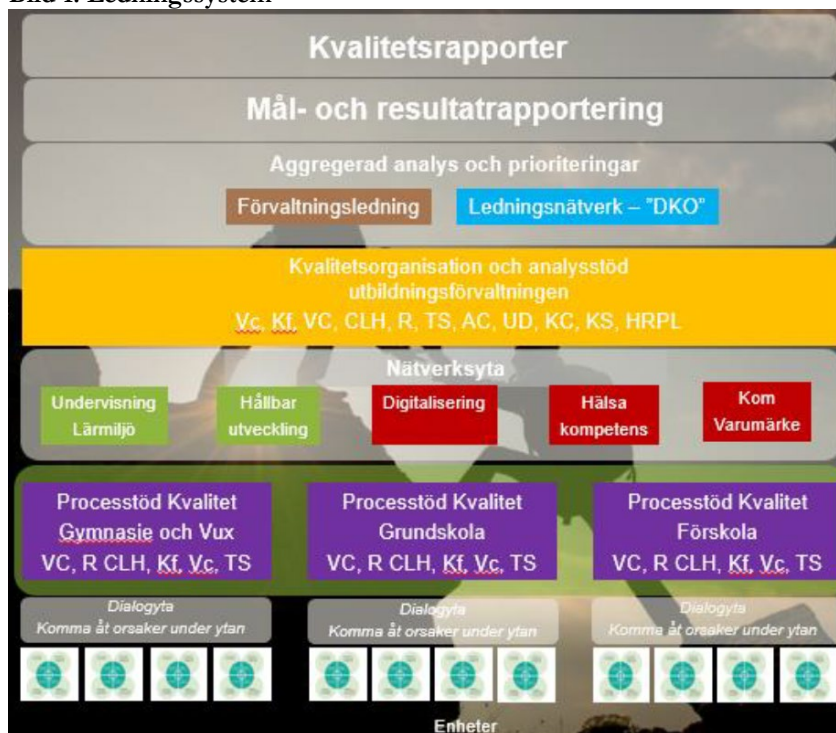 Bild 1. Ledningssystem
Kvalitetsrapporter
Mål- och resultatrapportering
Aggregerad analys och prioriteringar
Förvaltningsledning
Ledningsnätverk – ”DKO”
Kvalitetsorganisation och analysstöd
utbildningsförvaltningen
Vc, Kf, VC, CLH, R, TS, AC, UD, KC, KS, HRPL
Nätverksyta
Undervisning
Lärmiljö
Hållbar
utveckling
Digitalisering
Hälsa
kompetens
Kom
Varumärke
Processtöd Kvalitet
Gymnasie och Vux
VC, R CLH, Kf, Vc, TS
Processtöd Kvalitet
Grundskola
VC, R CLH, Kf, Vc, TS
Processtöd Kvalitet
Förskola
VC, R CLH, Kf, Vc, TS
Dialogyta
Komma åt orsaker under ytan
Dialogyta
Komma åt orsaker under ytan
Dialogyta
Komma åt orsaker under ytan
Enheter